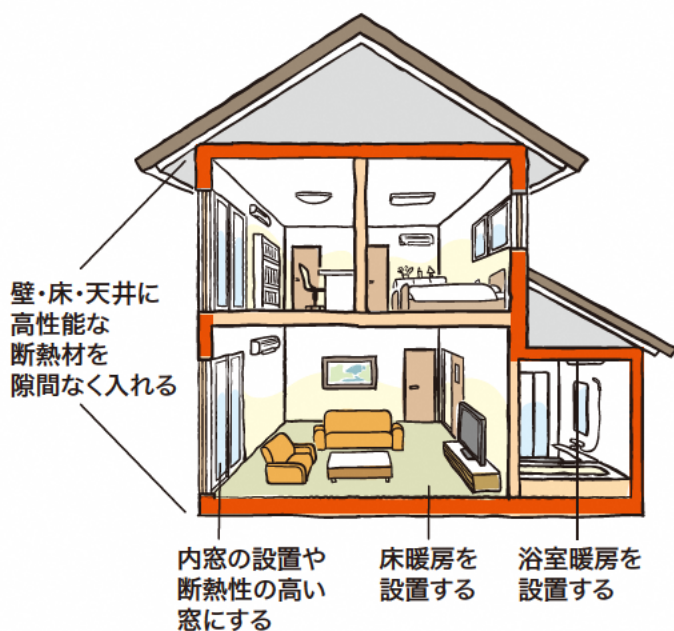 壁・床・天井に
高性能な
断熱材を
隙間なく入れる
内窓の設置や
断熱性の高い
窓にする
床暖房を
設置する
浴室暖房を
設置する